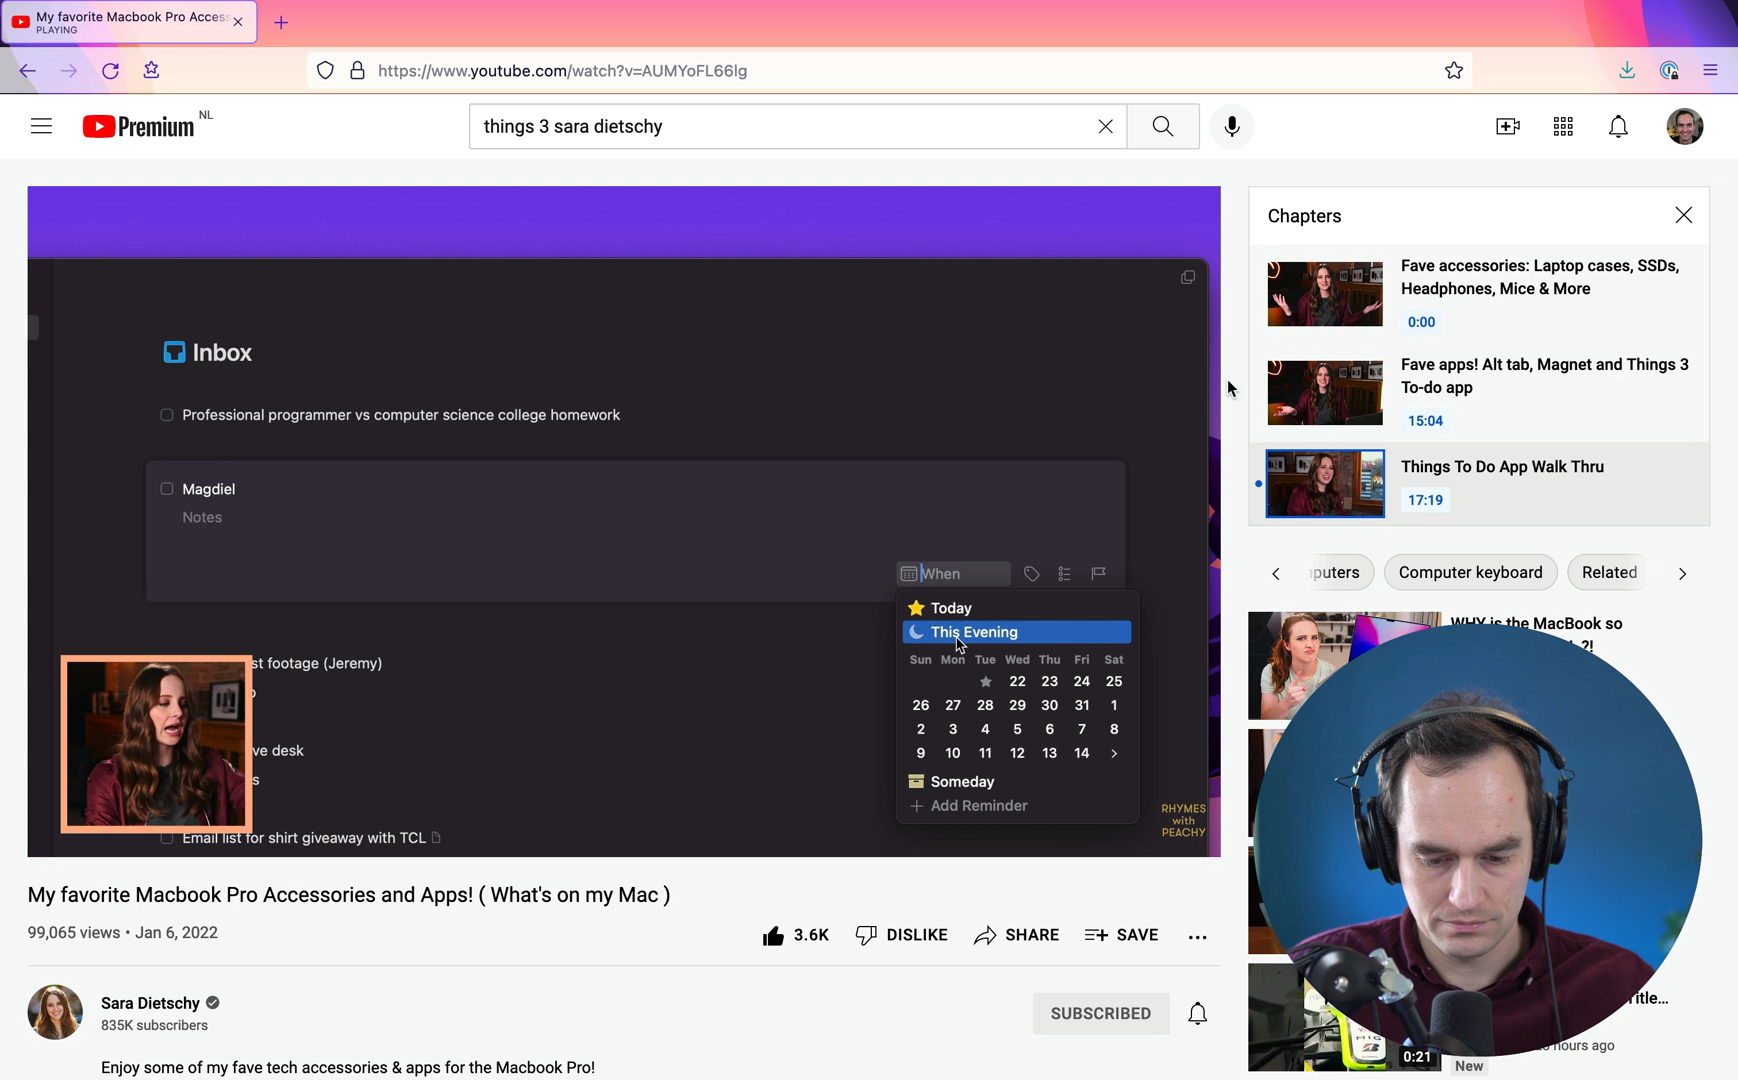 My favorite Macbook Pro Access
PLAYING
https://www.youtube.com/watch?v=AUMYoFL66lg
Premium NL
things 3 sara dietschy
Inbox
Professional programmer vs computer science college homework
Magdiel
Notes
When
Today
This Evening
Sun Mon Tue Wed Thu Fri Sat
22 23 24 25
26 27 28 29 30 31 1
2 3 4 5 6 7 8
9 10 11 12 13 14 >
Someday
+ Add Reminder
st footage (Jeremy)
ve desk
s
Email list for shirt giveaway with TCL
RHYMES
with
PEACHY
My favorite Macbook Pro Accessories and Apps! ( What's on my Mac )
99,065 views • Jan 6, 2022
3.6K DISLIKE SHARE SAVE ...
Sara Dietschy
835K subscribers
SUBSCRIBED
Enjoy some of my fave tech accessories & apps for the Macbook Pro!
Chapters
Fave accessories: Laptop cases, SSDs,
Headphones, Mice & More
0:00
Fave apps! Alt tab, Magnet and Things 3
To-do app
15:04
Things To Do App Walk Thru
17:19
puters Computer keyboard Related
WHY is the MacBook so
?!
Title...
hours ago
0:21
New